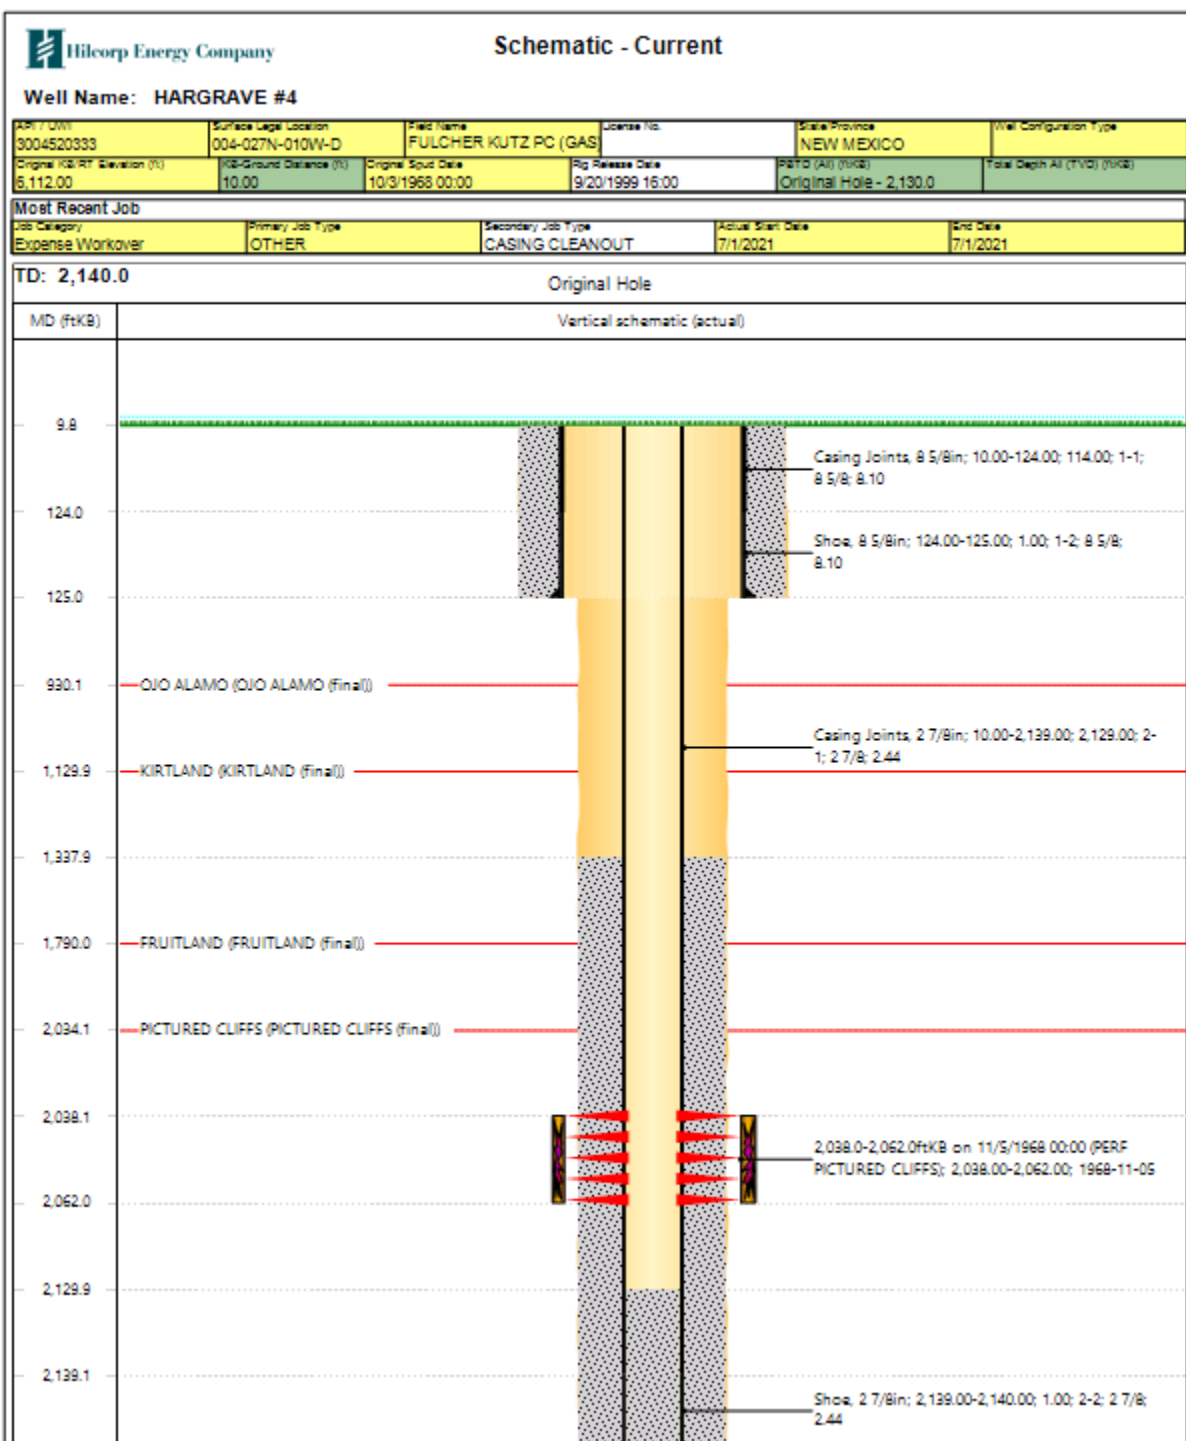 Hilcorp Energy Company
Schematic - Current
Well Name: HARGRAVE #4
API / UWI Surface Legal Location Field Name License No. State/Province Well Configuration Type
3004520333 004-027N-010W-D FULCHER KUTZ PC (GAS) NEW MEXICO
Original KB/RT Elevation (ft) KB-Ground Distance (ft) Original Spud Date Rig Release Date PBTD (All) (ftKB) Total Depth All (TVD) (ftKB)
6,112.00 10.00 10/3/1968 00:00 9/20/1999 16:00 Original Hole - 2,130.0
Most Recent Job
Job Category Primary Job Type Secondary Job Type Actual Start Date End Date
Expense Workover OTHER CASING CLEANOUT 7/1/2021 7/1/2021
TD: 2,140.0 Original Hole
MD (ftKB) Vertical schematic (actual)
9.8
Casing Joints, 8 5/8in; 10.00-124.00; 114.00; 1-1;
8 5/8; 8.10
124.0
Shoe, 8 5/8in; 124.00-125.00; 1.00; 1-2; 8 5/8;
8.10
125.0
930.1 OJO ALAMO (OJO ALAMO (final))
Casing Joints, 2 7/8in; 10.00-2,139.00; 2,129.00; 2-
1; 2 7/8; 2.44
1,129.9 KIRTLAND (KIRTLAND (final))
1,337.9
1,790.0 FRUITLAND (FRUITLAND (final))
2,034.1 PICTURED CLIFFS (PICTURED CLIFFS (final))
2,038.1
2,038.0-2,062.0ftKB on 11/5/1968 00:00 (PERF
PICTURED CLIFFS); 2,038.00-2,062.00; 1968-11-05
2,062.0
2,129.9
2,139.1
Shoe, 2 7/8in; 2,139.00-2,140.00; 1.00; 2-2; 2 7/8;
2.44